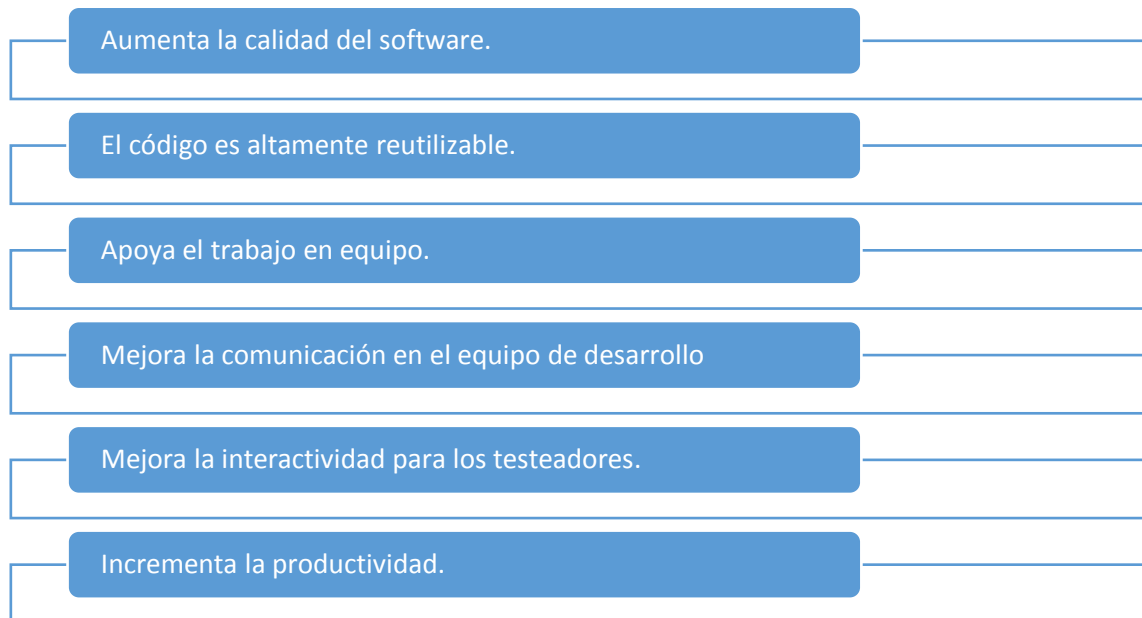 Aumenta la calidad del software.
El código es altamente reutilizable.
Apoya el trabajo en equipo.
Mejora la comunicación en el equipo de desarrollo
Mejora la interactividad para los testeadores.
Incrementa la productividad.